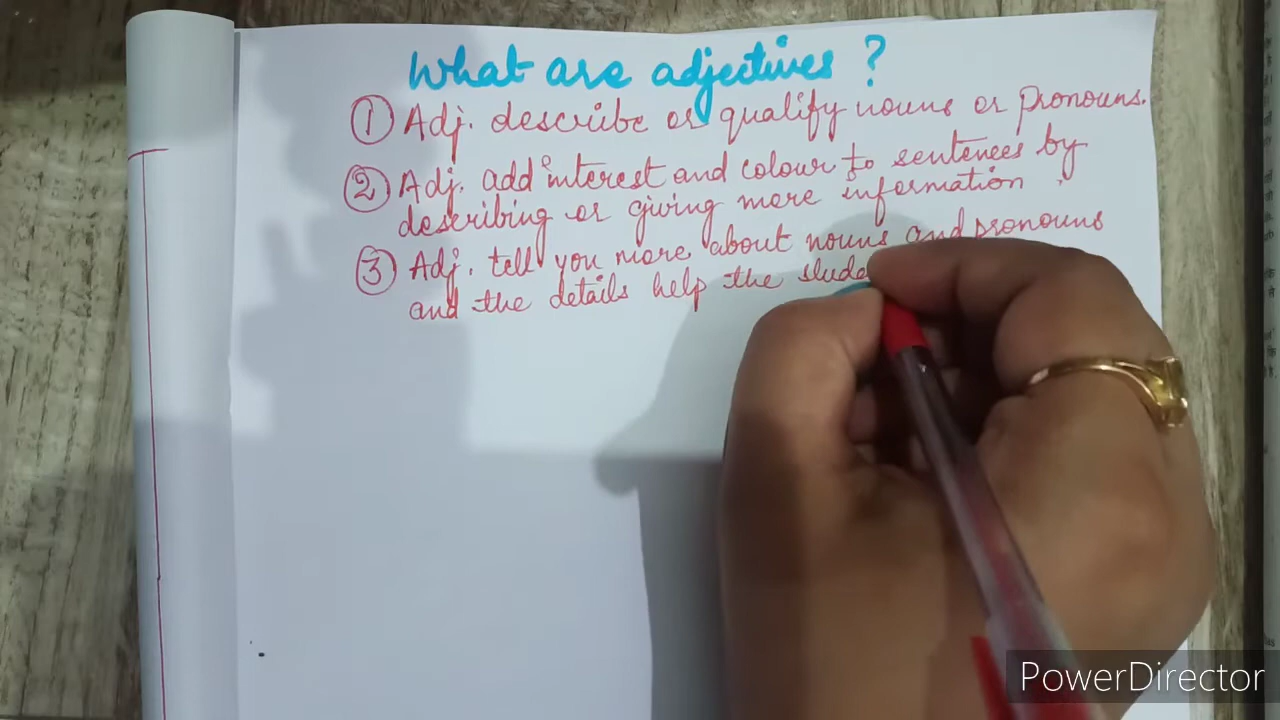 What are adjectives ?
① Adj. describe or qualify nouns or pronouns.
② Adj. add interest and colour to sentences by
describing or giving more information .
③ Adj. tell you more about nouns and pronouns
and the details help the
PowerDirector